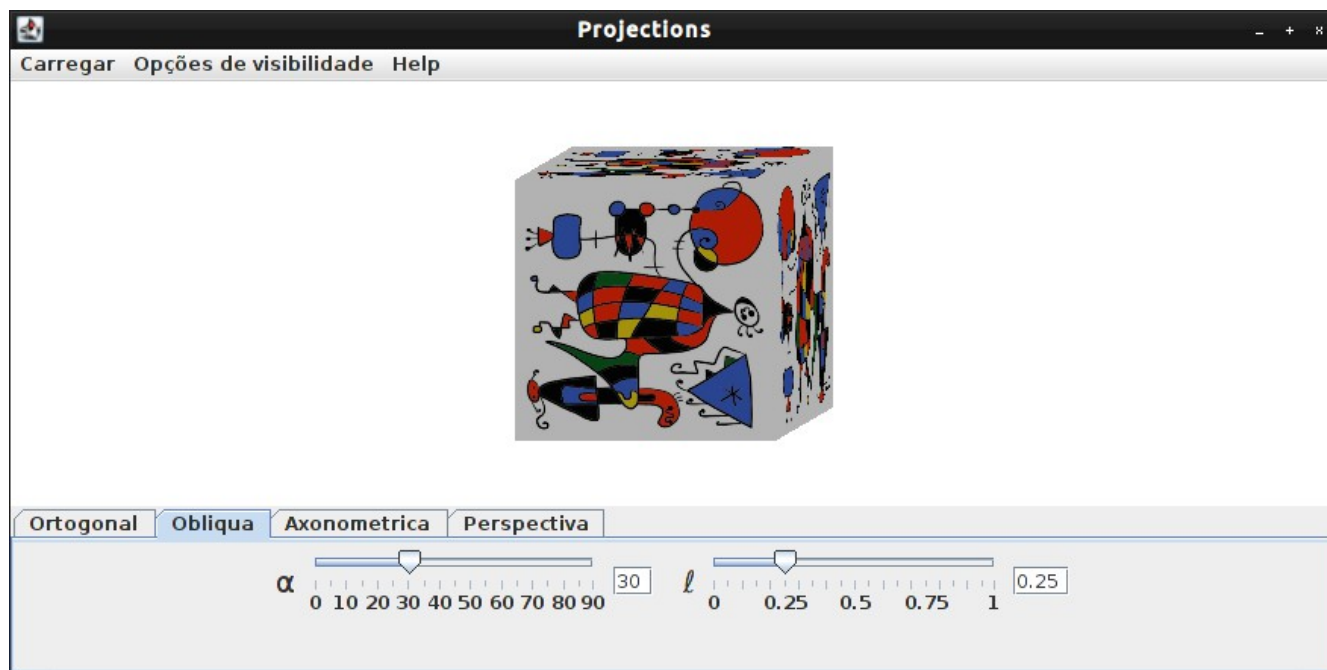 Projections
Carregar Opções de visibilidade Help
Ortogonal Obliqua Axonometrica Perspectiva
α 30 ℓ 0.25
0 10 20 30 40 50 60 70 80 90 0 0.25 0.5 0.75 1